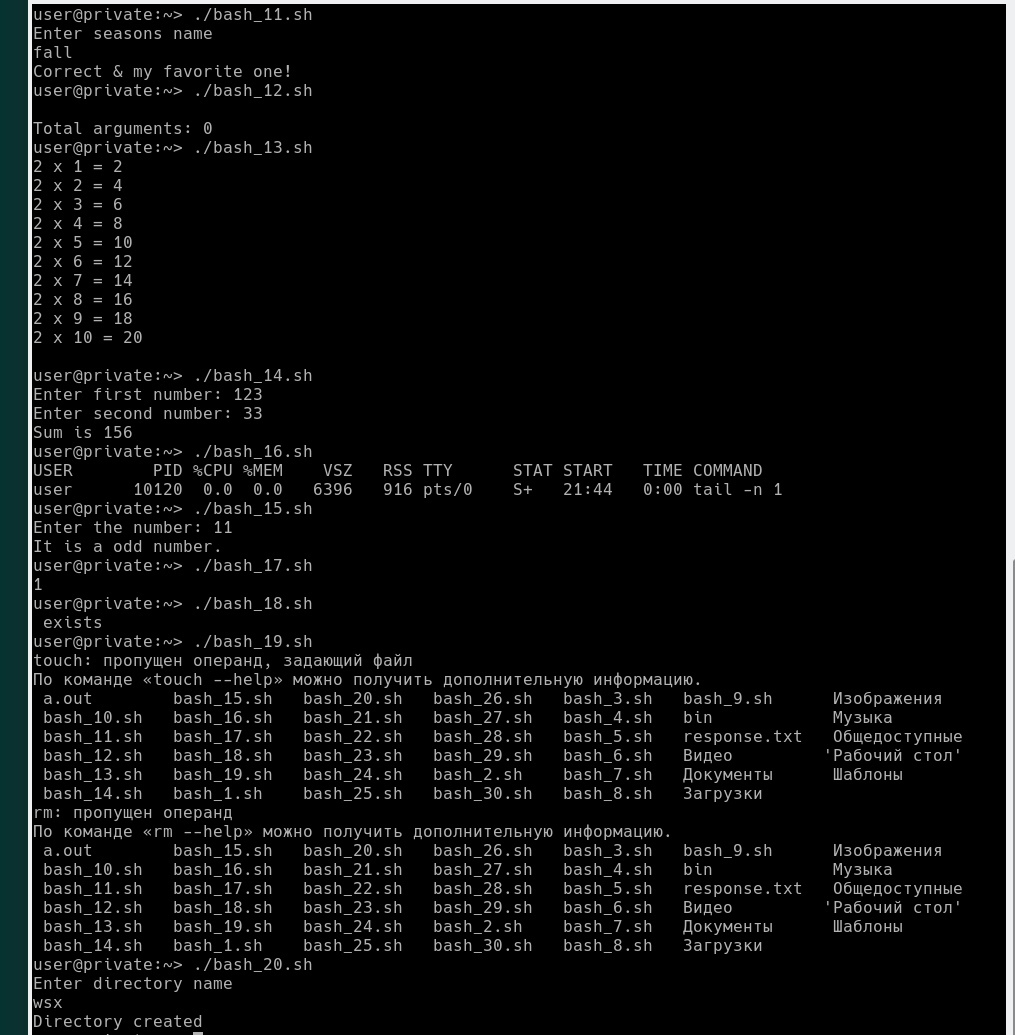 user@private:~> ./bash_11.sh
Enter seasons name
fall
Correct & my favorite one!
user@private:~> ./bash_12.sh

Total arguments: 0
user@private:~> ./bash_13.sh
2 x 1 = 2
2 x 2 = 4
2 x 3 = 6
2 x 4 = 8
2 x 5 = 10
2 x 6 = 12
2 x 7 = 14
2 x 8 = 16
2 x 9 = 18
2 x 10 = 20

user@private:~> ./bash_14.sh
Enter first number: 123
Enter second number: 33
Sum is 156
user@private:~> ./bash_16.sh
USER        PID %CPU %MEM    VSZ   RSS TTY      STAT START   TIME COMMAND
user      10120  0.0  0.0   6396   916 pts/0    S+   21:44   0:00 tail -n 1
user@private:~> ./bash_15.sh
Enter the number: 11
It is a odd number.
user@private:~> ./bash_17.sh
1
user@private:~> ./bash_18.sh
 exists
user@private:~> ./bash_19.sh
touch: пропущен операнд, задающий файл
По команде «touch --help» можно получить дополнительную информацию.
 a.out        bash_15.sh   bash_20.sh   bash_26.sh   bash_3.sh   bash_9.sh      Изображения
 bash_10.sh   bash_16.sh   bash_21.sh   bash_27.sh   bash_4.sh   bin            Музыка
 bash_11.sh   bash_17.sh   bash_22.sh   bash_28.sh   bash_5.sh   response.txt   Общедоступные
 bash_12.sh   bash_18.sh   bash_23.sh   bash_29.sh   bash_6.sh   Видео         'Рабочий стол'
 bash_13.sh   bash_19.sh   bash_24.sh   bash_2.sh    bash_7.sh   Документы      Шаблоны
 bash_14.sh   bash_1.sh    bash_25.sh   bash_30.sh   bash_8.sh   Загрузки
rm: пропущен операнд
По команде «rm --help» можно получить дополнительную информацию.
 a.out        bash_15.sh   bash_20.sh   bash_26.sh   bash_3.sh   bash_9.sh      Изображения
 bash_10.sh   bash_16.sh   bash_21.sh   bash_27.sh   bash_4.sh   bin            Музыка
 bash_11.sh   bash_17.sh   bash_22.sh   bash_28.sh   bash_5.sh   response.txt   Общедоступные
 bash_12.sh   bash_18.sh   bash_23.sh   bash_29.sh   bash_6.sh   Видео         'Рабочий стол'
 bash_13.sh   bash_19.sh   bash_24.sh   bash_2.sh    bash_7.sh   Документы      Шаблоны
 bash_14.sh   bash_1.sh    bash_25.sh   bash_30.sh   bash_8.sh   Загрузки
user@private:~> ./bash_20.sh
Enter directory name
wsx
Directory created